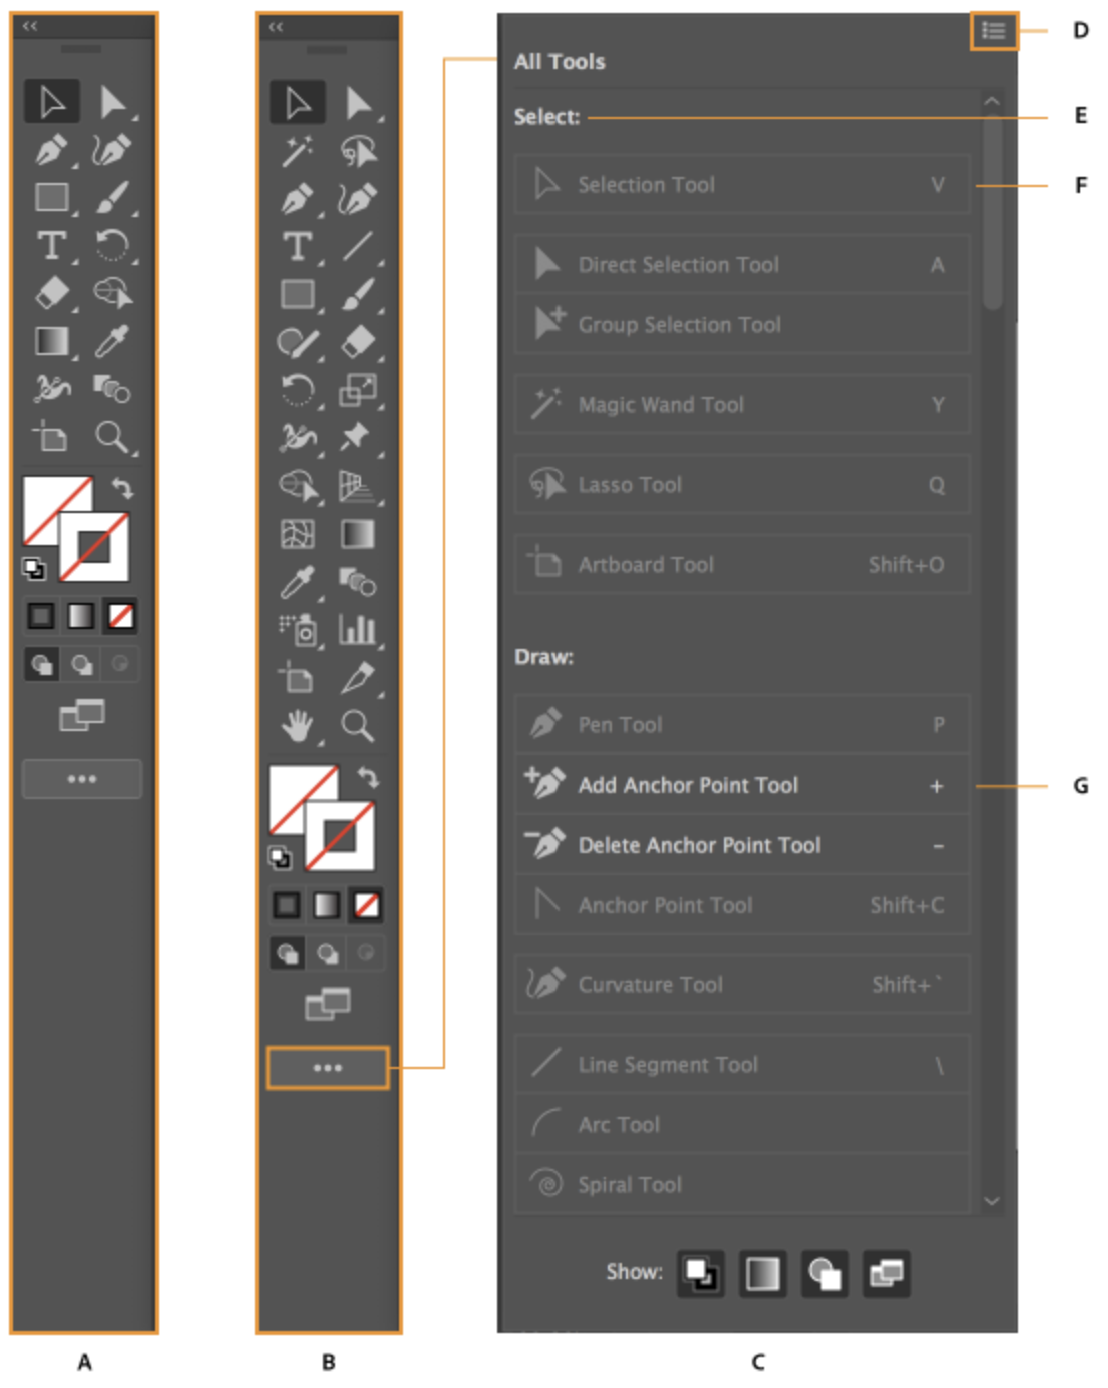 D
All Tools
Select:
E
Selection Tool V
F
Direct Selection Tool A
Group Selection Tool
Magic Wand Tool Y
Lasso Tool Q
Artboard Tool Shift+O
Draw:
Pen Tool P
Add Anchor Point Tool +
G
Delete Anchor Point Tool –
Anchor Point Tool Shift+C
Curvature Tool Shift+`
Line Segment Tool \
Arc Tool
Spiral Tool
Show:
A
B
C